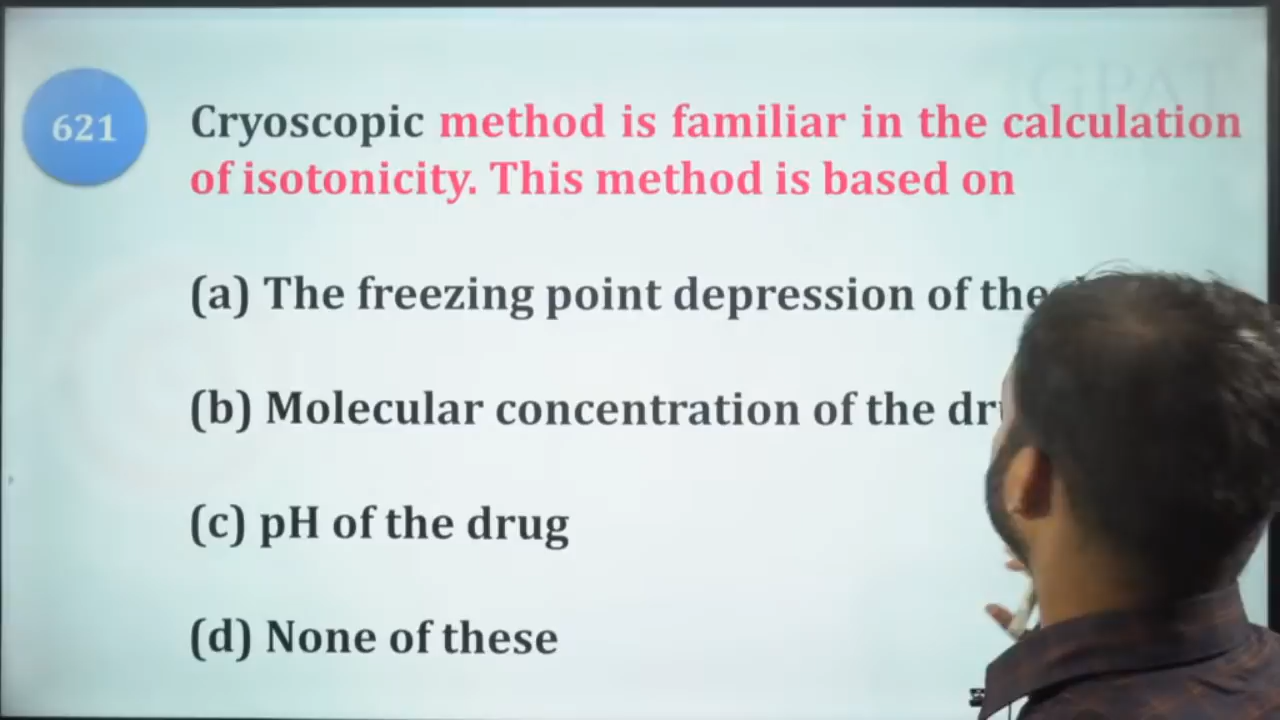 GPAT
621
Cryoscopic method is familiar in the calculation
of isotonicity. This method is based on
(a) The freezing point depression of the
(b) Molecular concentration of the
(c) pH of the drug
(d) None of these